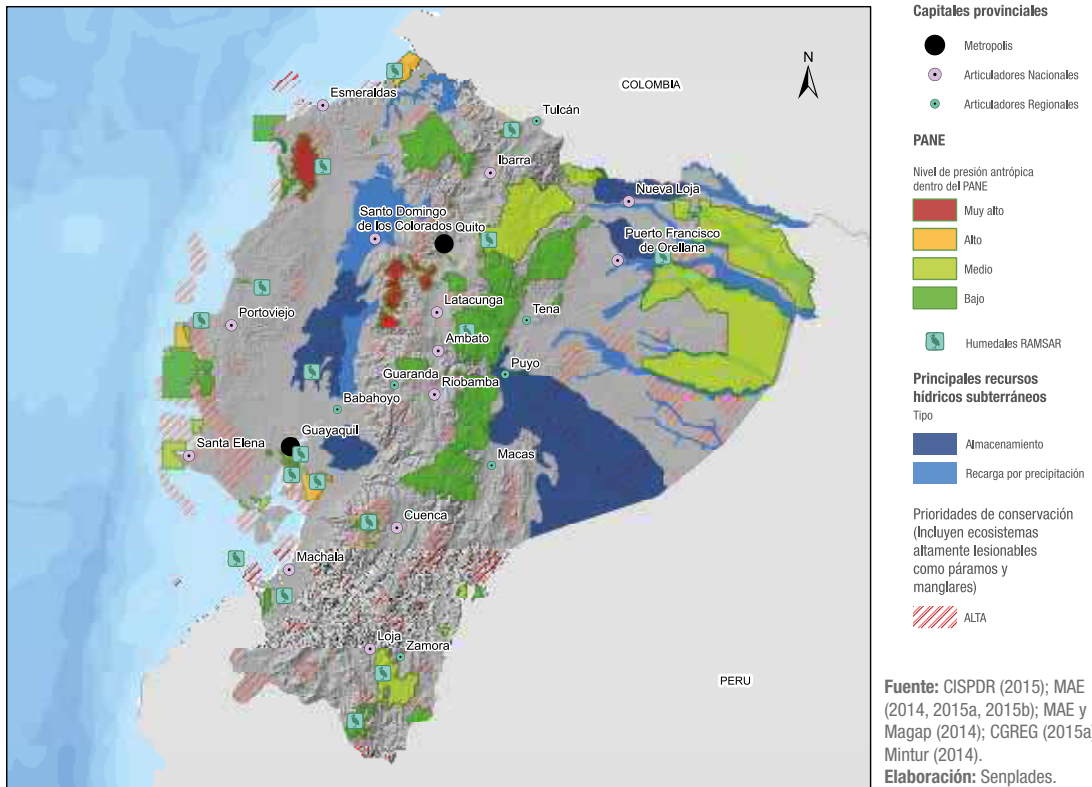 N
COLOMBIA
Esmeraldas
Tulcán
Ibarra
Nueva Loja
Santo Domingo
de los Colorados
Quito
Puerto Francisco
de Orellana
Latacunga
Portoviejo
Tena
Ambato
Puyo
Guaranda
Riobamba
Babahoyo
Guayaquil
Santa Elena
Macas
Cuenca
Machala
Loja
Zamora
PERU
Capitales provinciales
Metropolis
Articuladores Nacionales
Articuladores Regionales
PANE
Nivel de presión antrópica
dentro del PANE
Muy alto
Alto
Medio
Bajo
Humedales RAMSAR
Principales recursos
hídricos subterráneos
Tipo
Almacenamiento
Recarga por precipitación
Prioridades de conservación
(Incluyen ecosistemas
altamente lesionables
como páramos y
manglares)
ALTA
Fuente: CISPDR (2015); MAE
(2014, 2015a, 2015b); MAE y
Magap (2014); CGREG (2015a
Mintur (2014).
Elaboración: Senplades.